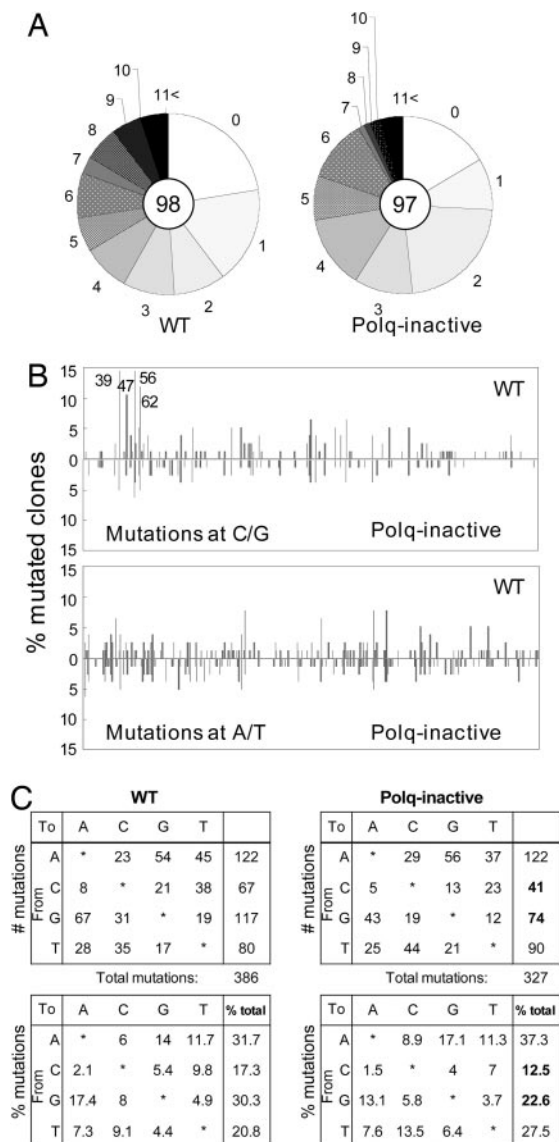 A
10
9
8
7
6
5
4
3
2
1
0
11<
98
WT
10
9
8
7
6
5
4
3
2
1
0
11<
97
Polq-inactive
B
% mutated clones
15
10
5
0
5
10
15
39
47
56
62
WT
Mutations at C/G
Polq-inactive
15
10
5
0
5
10
15
WT
Mutations at A/T
Polq-inactive
C
WT
# mutations
From
To A C G T
A * 23 54 45 122
C 8 * 21 38 67
G 67 31 * 19 117
T 28 35 17 * 80
Total mutations: 386
% mutations
From
To A C G T % total
A * 6 14 11.7 31.7
C 2.1 * 5.4 9.8 17.3
G 17.4 8 * 4.9 30.3
T 7.3 9.1 4.4 * 20.8
Polq-inactive
# mutations
From
To A C G T
A * 29 56 37 122
C 5 * 13 23 41
G 43 19 * 12 74
T 25 44 21 * 90
Total mutations: 327
% mutations
From
To A C G T % total
A * 8.9 17.1 11.3 37.3
C 1.5 * 4 7 12.5
G 13.1 5.8 * 3.7 22.6
T 7.6 13.5 6.4 * 27.5